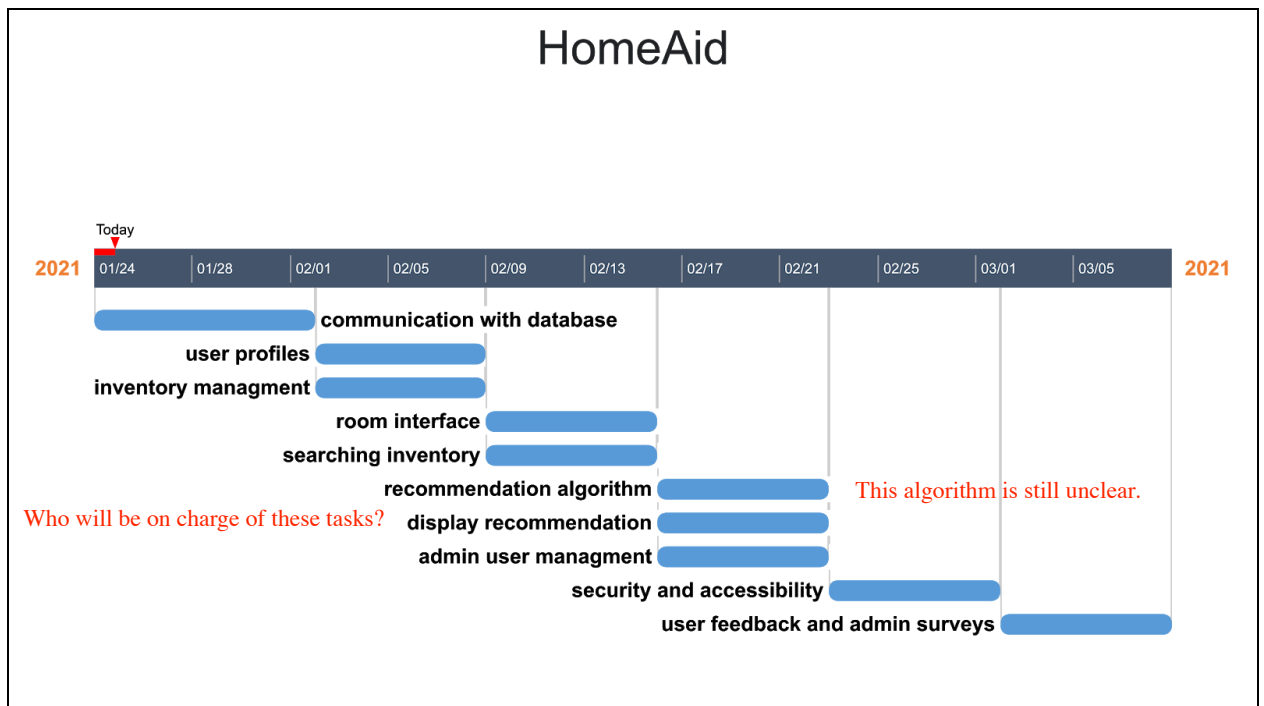 HomeAid
Today
2021 01/24 01/28 02/01 02/05 02/09 02/13 02/17 02/21 02/25 03/01 03/05 2021
communication with database
user profiles
inventory managment
room interface
searching inventory
recommendation algorithm This algorithm is still unclear.
Who will be on charge of these tasks? display recommendation
admin user managment
security and accessibility
user feedback and admin surveys